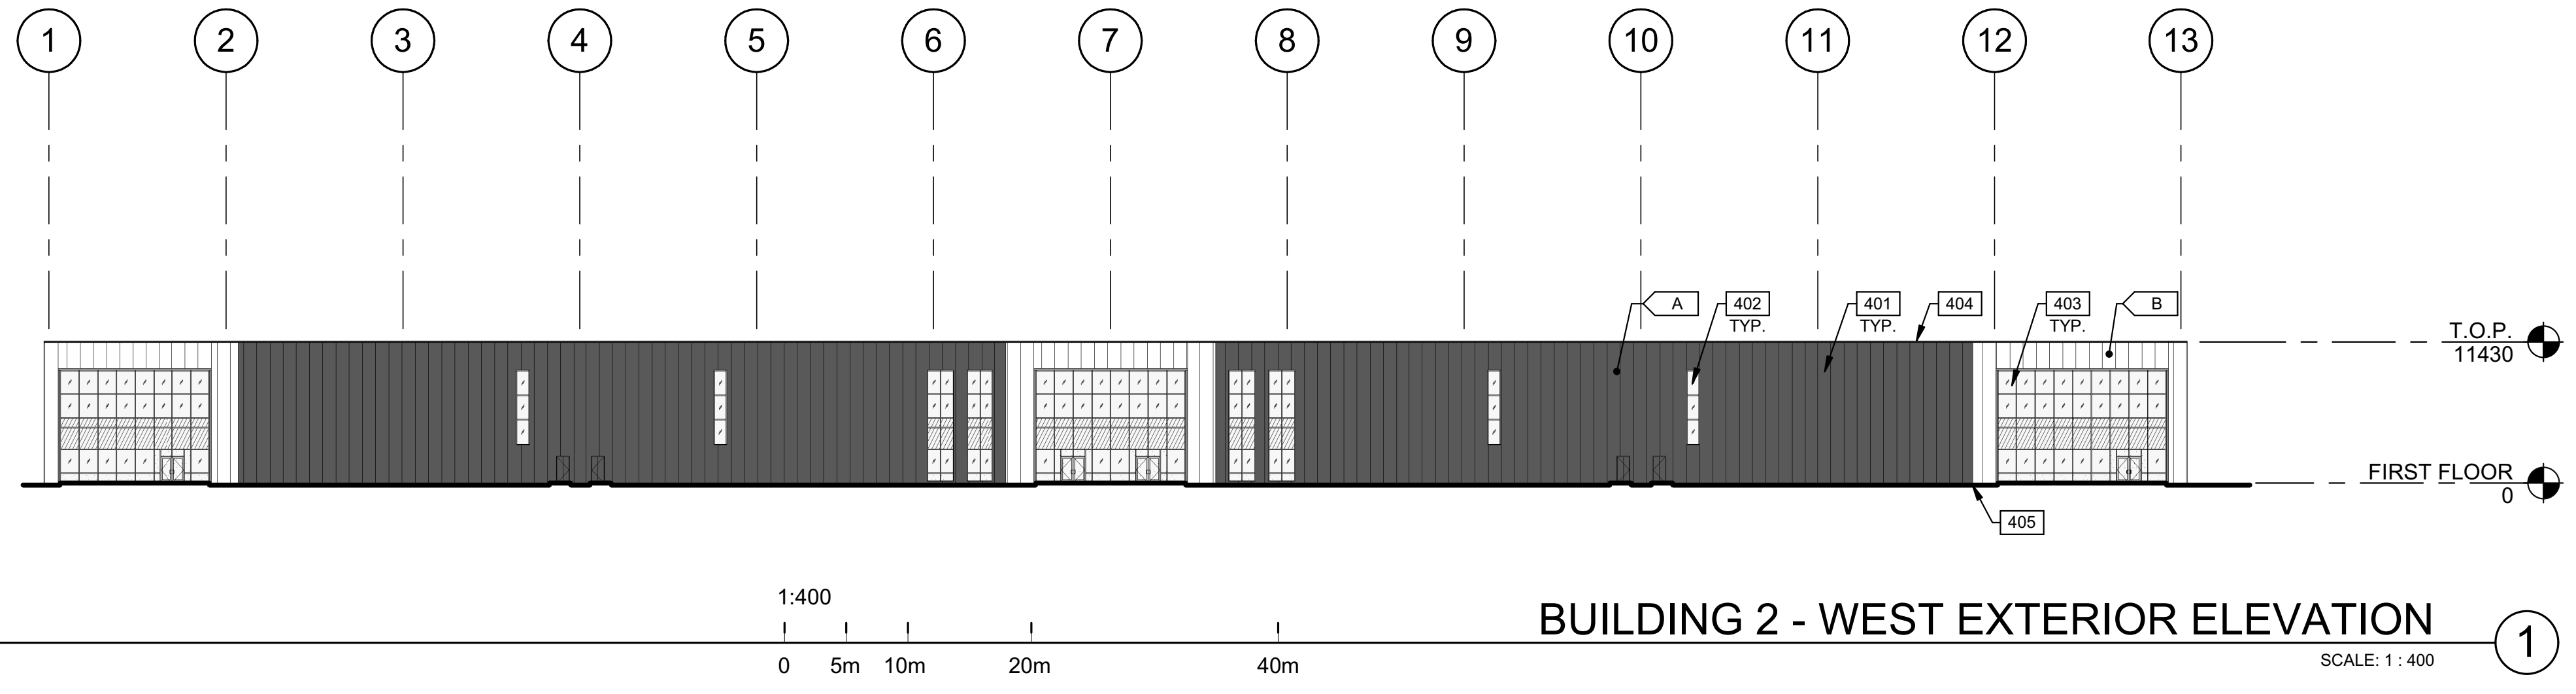 1 2 3 4 5 6 7 8 9 10 11 12 13
A 402 401 404 403 B
TYP. TYP. TYP.
T.O.P.
11430
FIRST FLOOR
0
405
1:400
0 5m 10m 20m 40m
BUILDING 2 - WEST EXTERIOR ELEVATION
1
SCALE: 1 : 400